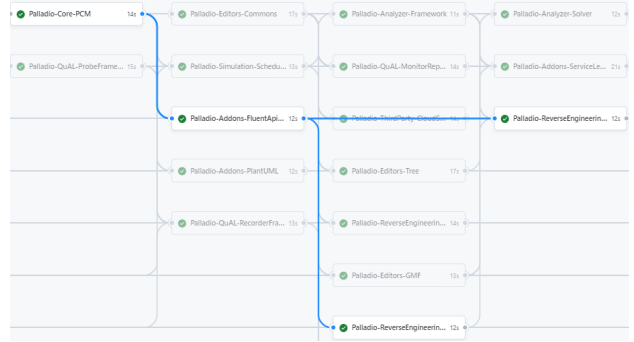 Palladio-Core-PCM 14s
Palladio-Editors-Commons 17s
Palladio-Analyzer-Framework 11s
Palladio-Analyzer-Solver 12s
Palladio-QuAL-ProbeFrame... 15s
Palladio-Simulation-Schedu... 13s
Palladio-QuAL-MonitorRep... 14s
Palladio-Addons-ServiceLe... 21s
Palladio-Addons-FluentApi... 12s
Palladio-ThirdParty-CloudS...
Palladio-ReverseEngineerin... 12s
Palladio-Addons-PlantUML 12s
Palladio-Editors-Tree 17s
Palladio-QuAL-RecorderFra... 13s
Palladio-ReverseEngineerin... 14s
Palladio-Editors-GMF 13s
Palladio-ReverseEngineerin... 12s